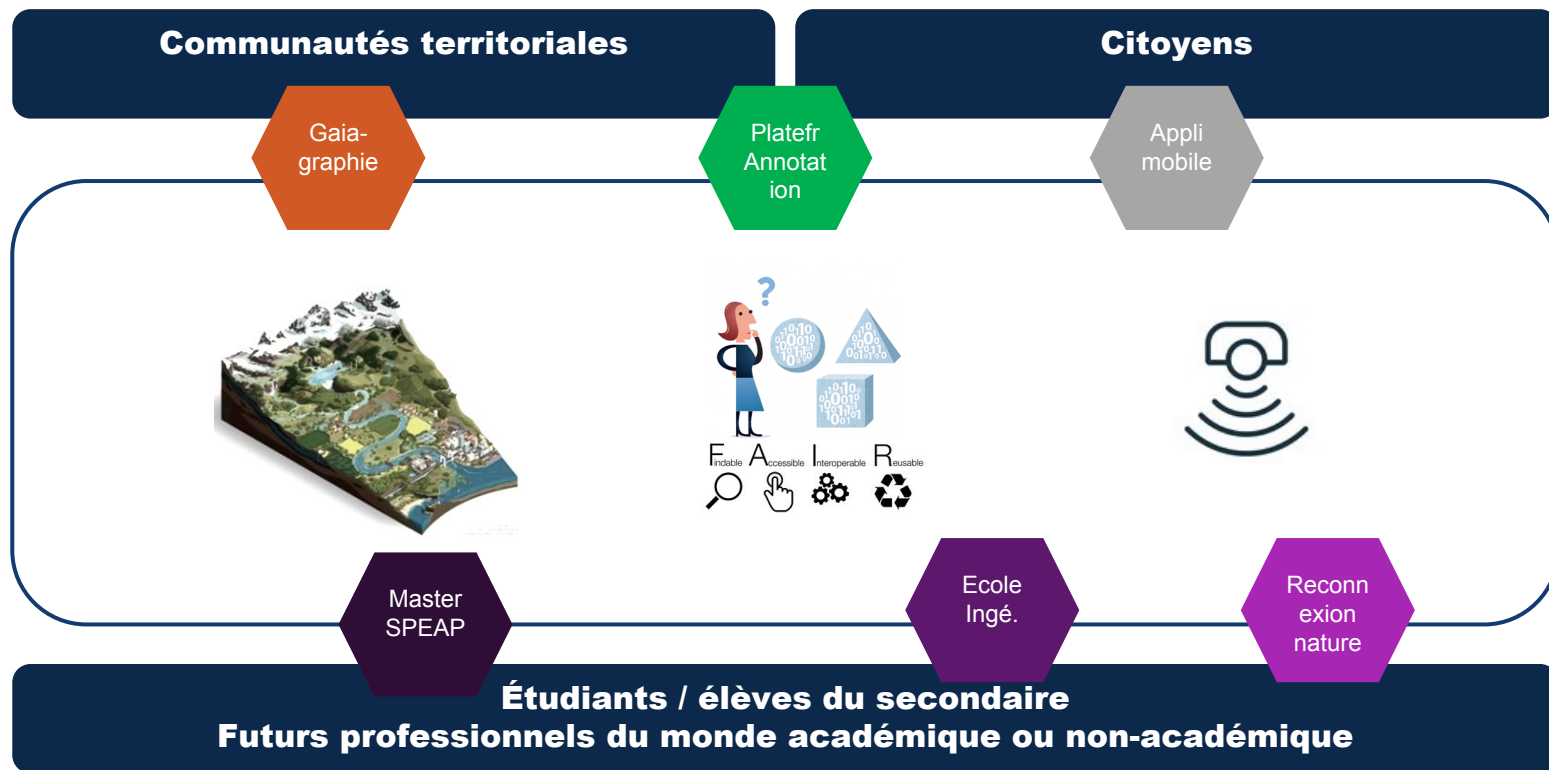 Communautés territoriales
Citoyens
Gaia-
graphie
Platefr
Annotat
ion
Appli
mobile
?
Findable Accessible Interoperable Reusable
Master
SPEAP
Ecole
Ingé.
Reconn
exion
nature
Étudiants / élèves du secondaire
Futurs professionnels du monde académique ou non-académique